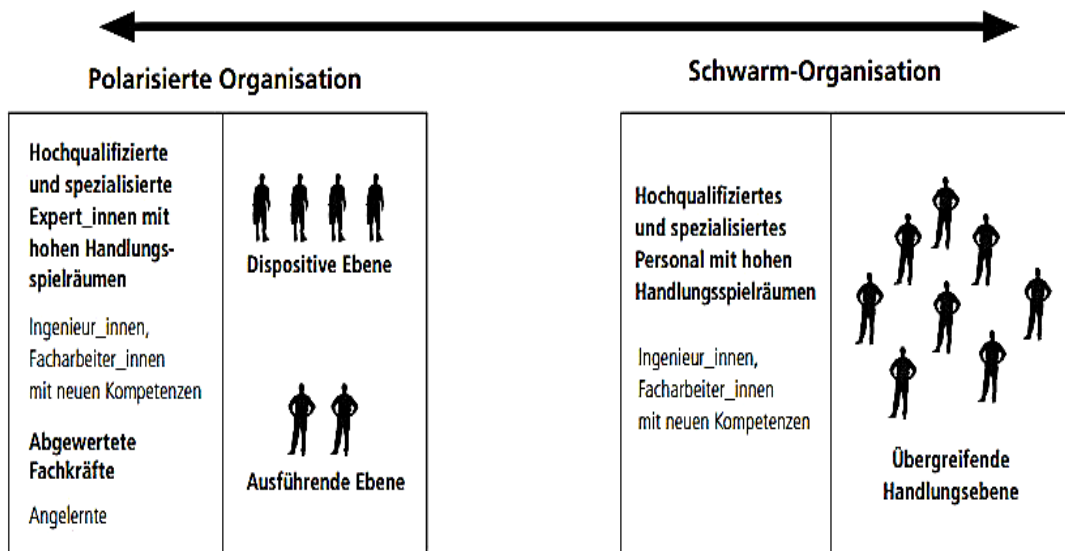 Polarisierte Organisation
Hochqualifizierte
und spezialisierte
Expert_innen mit
hohen Handlungs-
spielräumen
Ingenieur_innen,
Facharbeiter_innen
mit neuen Kompetenzen
Abgewertete
Fachkräfte
Angelernte
Dispositive Ebene
Ausführende Ebene
Schwarm-Organisation
Hochqualifiziertes
und spezialisiertes
Personal mit hohen
Handlungsspielräumen
Ingenieur_innen,
Facharbeiter_innen
mit neuen Kompetenzen
Übergreifende
Handlungsebene